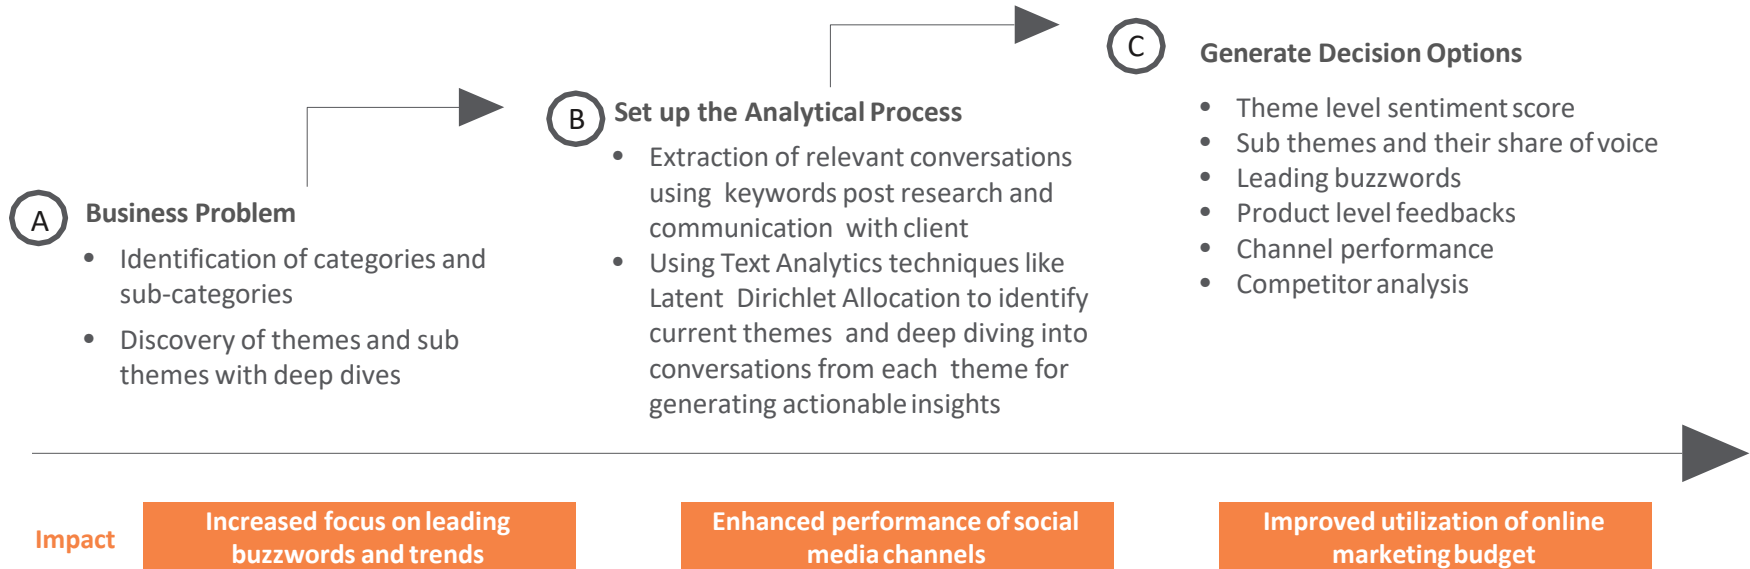 A
Business Problem
• Identification of categories and
sub-categories
• Discovery of themes and sub
themes with deep dives
B
Set up the Analytical Process
• Extraction of relevant conversations
using keywords post research and
communication with client
• Using Text Analytics techniques like
Latent Dirichlet Allocation to identify
current themes and deep diving into
conversations from each theme for
generating actionable insights
C
Generate Decision Options
• Theme level sentiment score
• Sub themes and their share of voice
• Leading buzzwords
• Product level feedbacks
• Channel performance
• Competitor analysis
Impact
Increased focus on leading
buzzwords and trends
Enhanced performance of social
media channels
Improved utilization of online
marketing budget